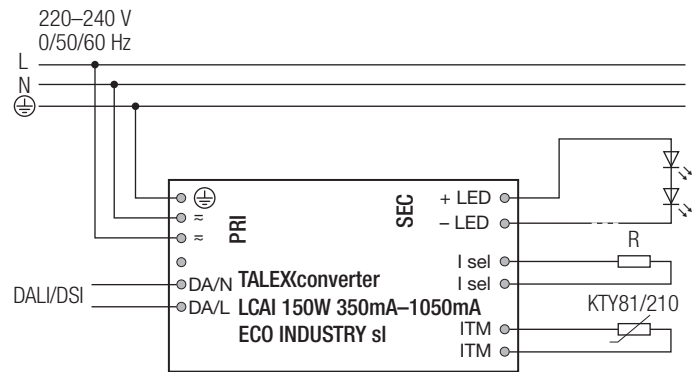 220–240 V
0/50/60 Hz
L
N
PRI
≂
≂
SEC
+ LED
– LED
I sel
I sel
R
DALI/DSI
DA/N
DA/L
TALEXXconverter
LCAI 150W 350mA–1050mA
ECO INDUSTRY sl
ITM
ITM
KTY81/210